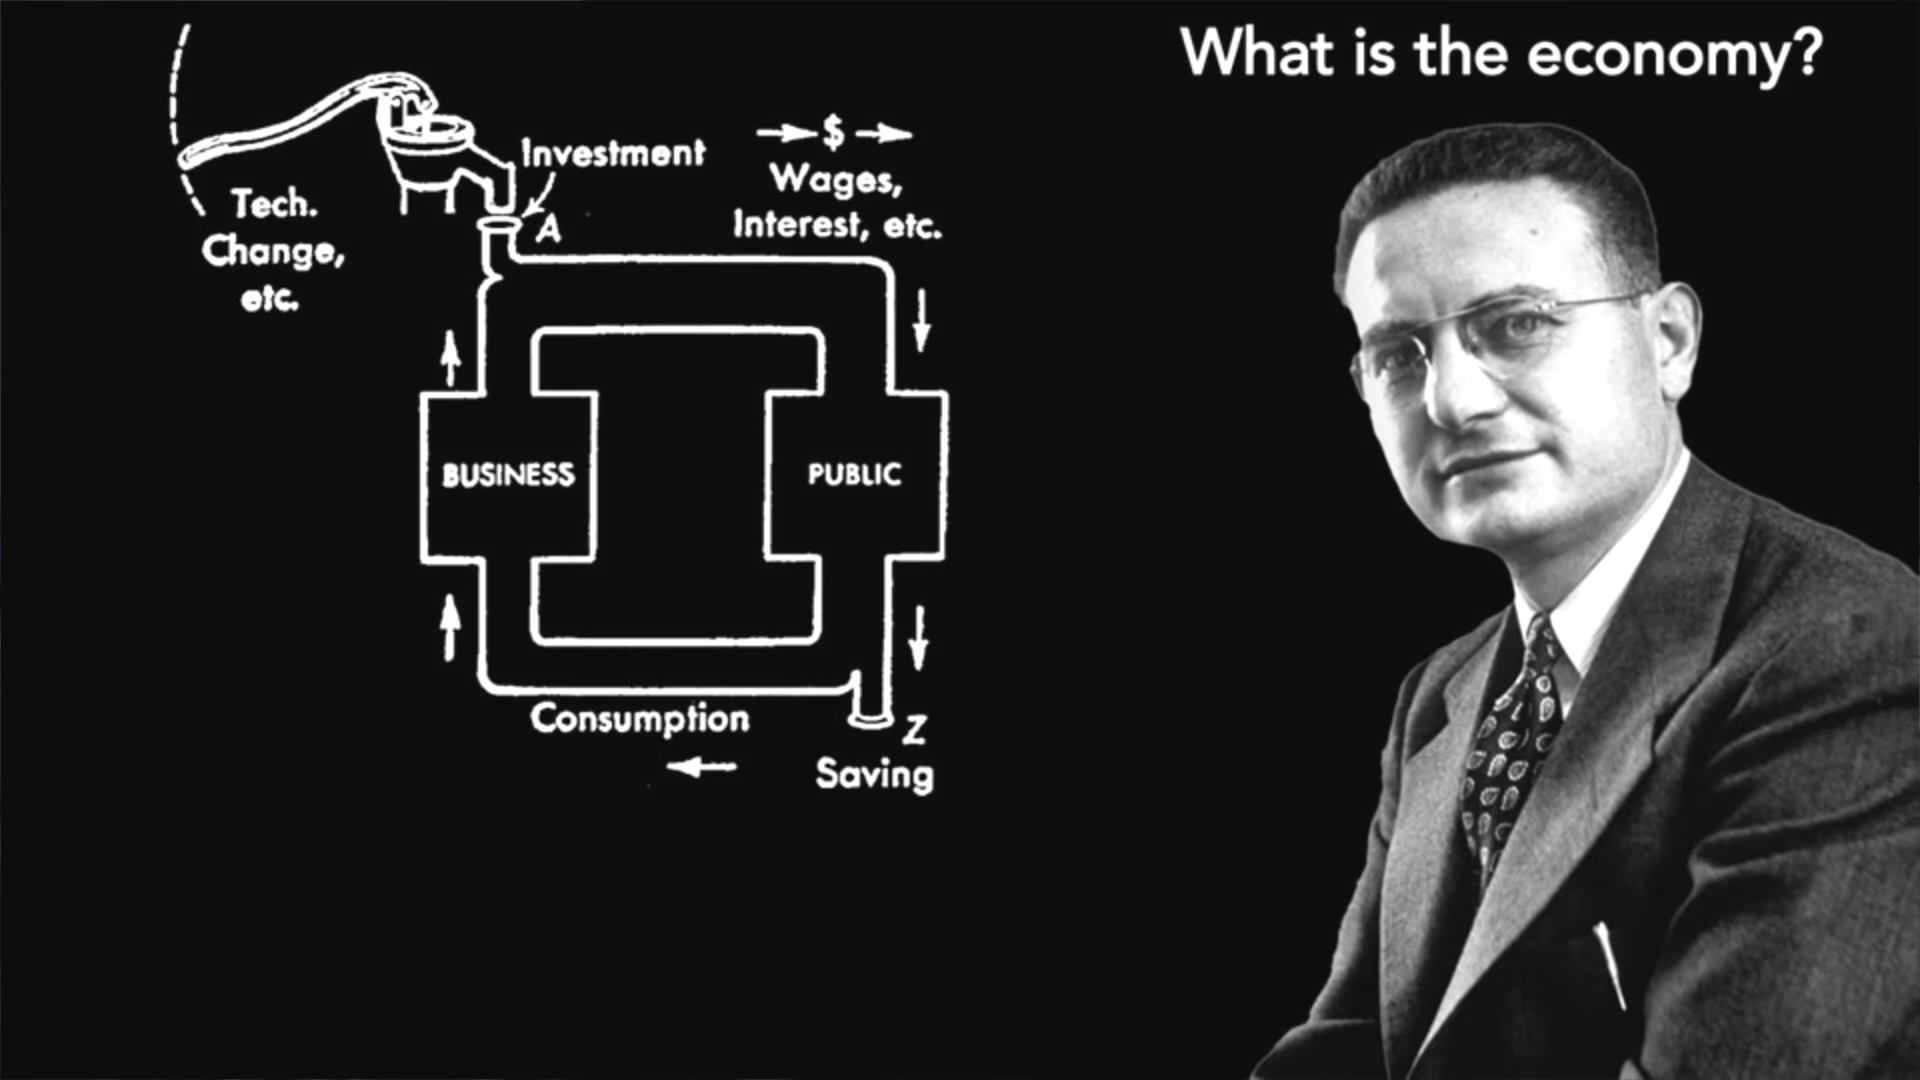 What is the economy?
Investment
A
$
Wages,
Interest, etc.
Tech.
Change,
etc.
BUSINESS
PUBLIC
Consumption
Z
Saving